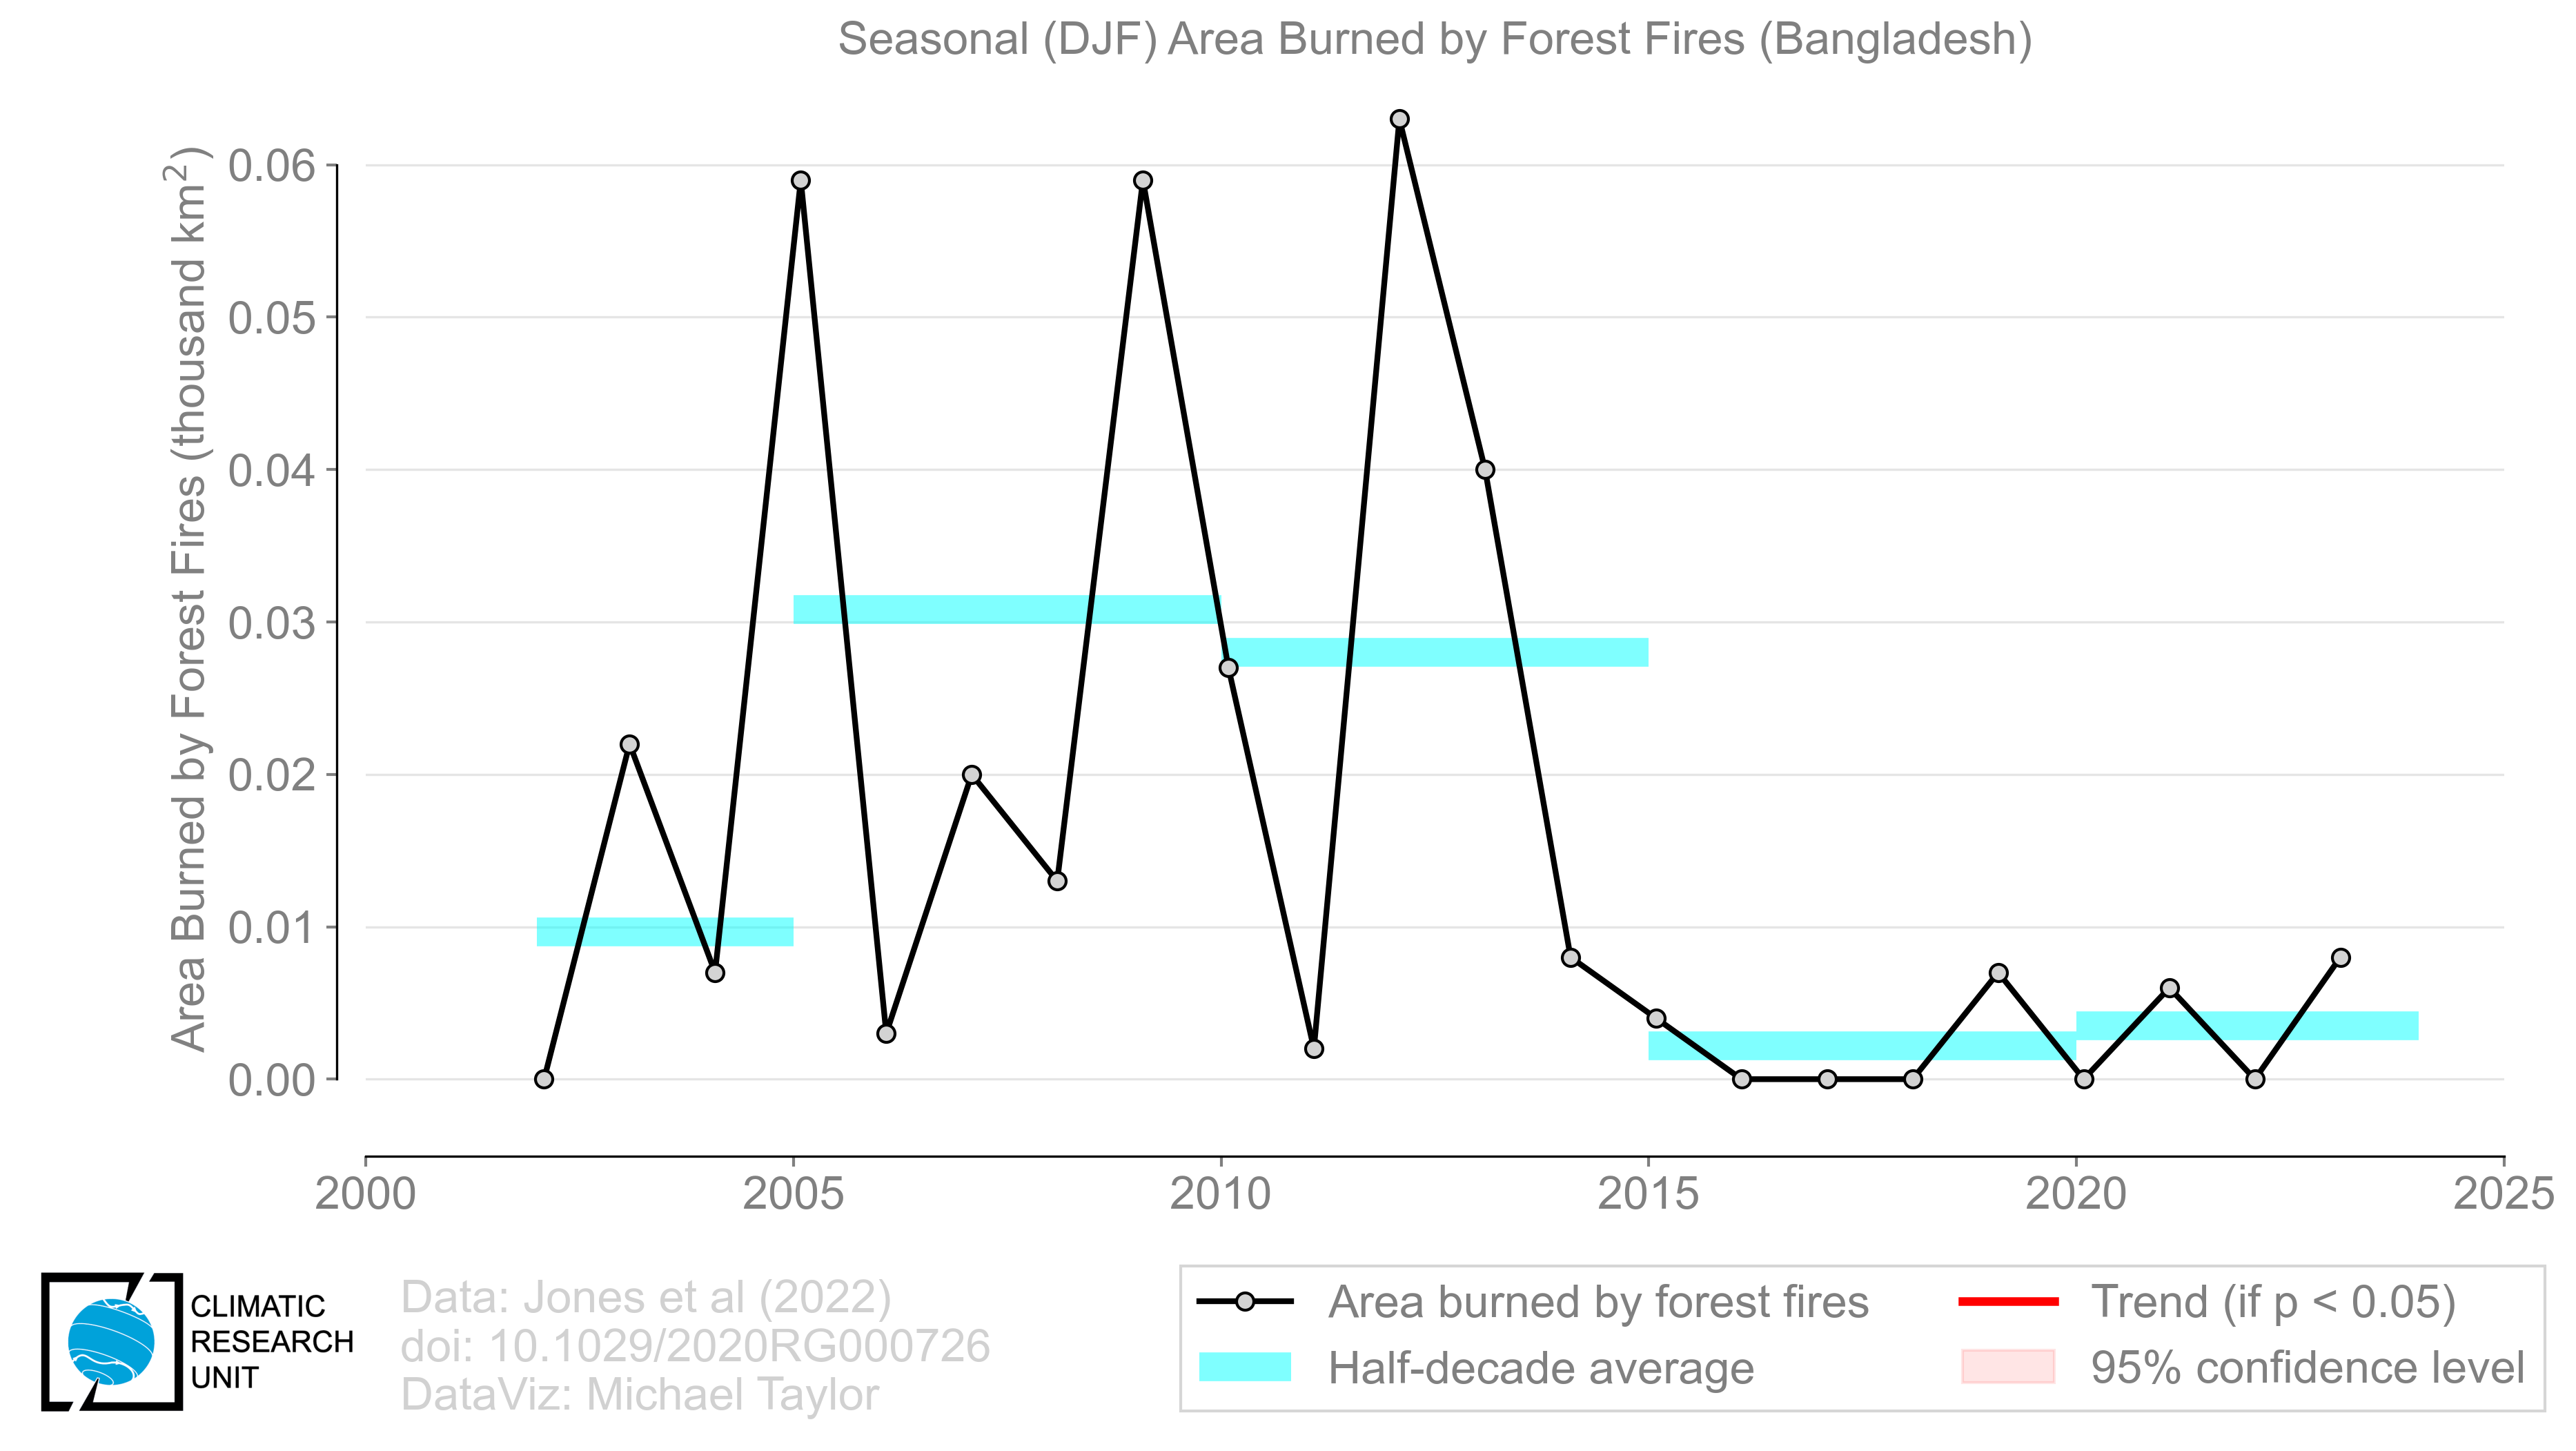 Seasonal (DJF) Area Burned by Forest Fires (Bangladesh)
Area Burned by Forest Fires (thousand km²)
0.06
0.05
0.04
0.03
0.02
0.01
0.00
2000 2005 2010 2015 2020 2025
CLIMATIC
RESEARCH
UNIT
Data: Jones et al (2022)
doi: 10.1029/2020RG000726
DataViz: Michael Taylor
Area burned by forest fires
Half-decade average
Trend (if p < 0.05)
95% confidence level